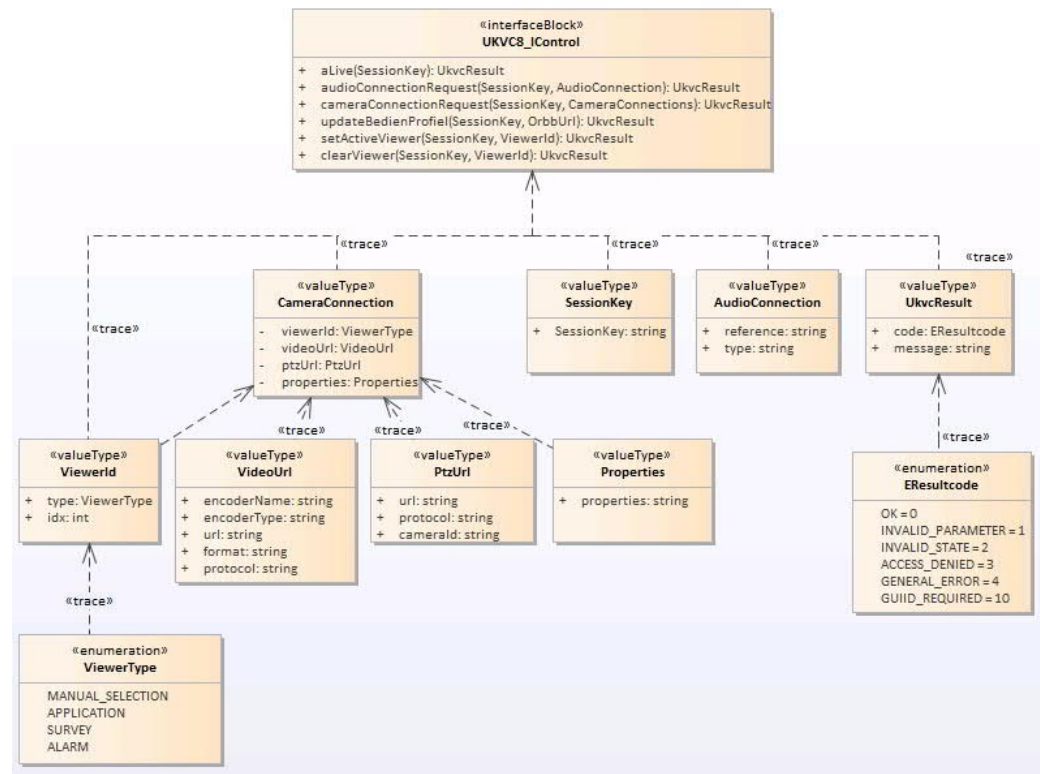 «interfaceBlock»
UKVC8_IControl
+ aLive(SessionKey): UkvcResult
+ audioConnectionRequest(SessionKey, AudioConnection): UkvcResult
+ cameraConnectionRequest(SessionKey, CameraConnections): UkvcResult
+ updateBedienProfiel(SessionKey, OrbbUrl): UkvcResult
+ setActiveViewer(SessionKey, ViewerId): UkvcResult
+ clearViewer(SessionKey, ViewerId): UkvcResult
«trace»
«trace»
«trace»
«trace»
«trace»
«valueType»
CameraConnection
- viewerId: ViewerType
- videoUrl: VideoUrl
- ptzUrl: PtzUrl
- properties: Properties
«valueType»
SessionKey
+ SessionKey: string
«valueType»
AudioConnection
+ reference: string
+ type: string
«valueType»
UkvcResult
+ code: EResultcode
+ message: string
«trace»
«trace»
«trace»
«trace»
«trace»
«valueType»
ViewerId
+ type: ViewerType
+ idx: int
«valueType»
VideoUrl
+ encoderName: string
+ encoderType: string
+ url: string
+ format: string
+ protocol: string
«valueType»
PtzUrl
+ url: string
+ protocol: string
+ cameraId: string
«valueType»
Properties
+ properties: string
«enumeration»
EResultcode
OK = 0
INVALID_PARAMETER = 1
INVALID_STATE = 2
ACCESS_DENIED = 3
GENERAL_ERROR = 4
GUIID_REQUIRED = 10
«trace»
«enumeration»
ViewerType
MANUAL_SELECTION
APPLICATION
SURVEY
ALARM